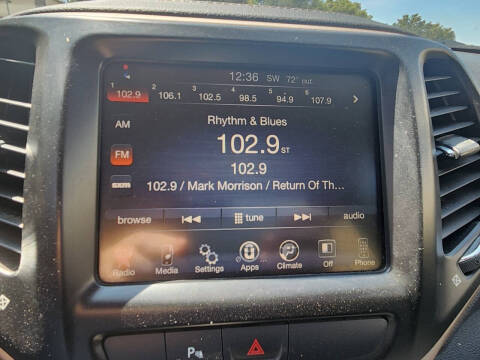 12:36 SW 72° out
1 2 3 4 5 6
102.9 106.1 102.5 98.5 94.9 107.9
AM
Rhythm & Blues
102.9 ST
FM
102.9
SXM
102.9 / Mark Morrison / Return Of Th...
browse tune audio
Radio Media Settings Apps Climate Off Phone
P